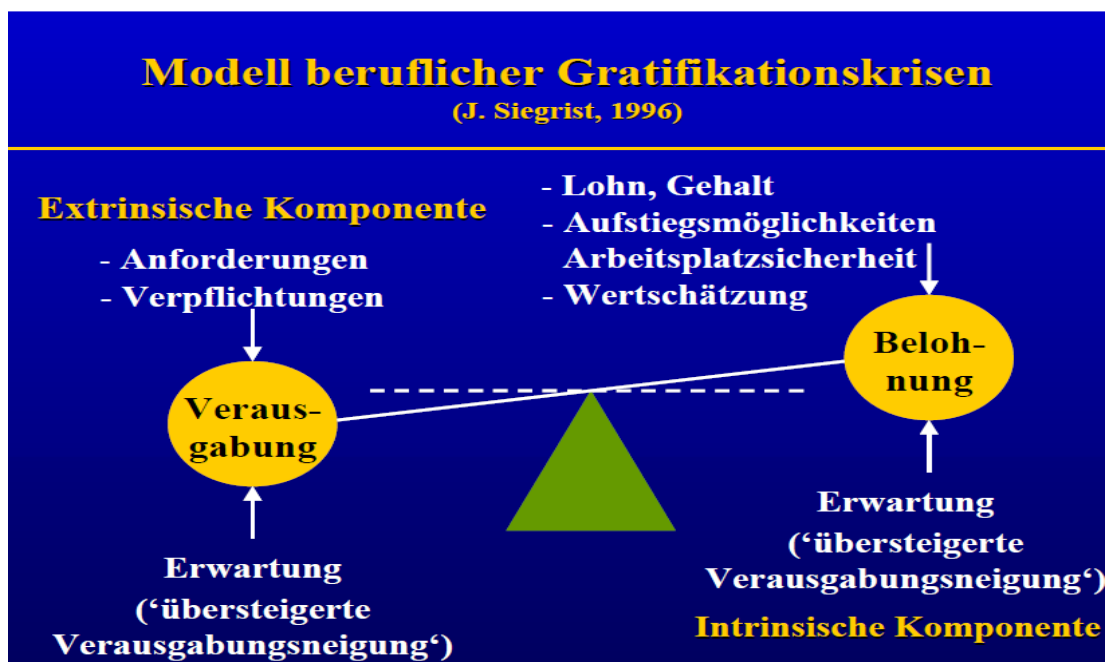 Modell beruflicher Gratifikationskrisen
(J. Siegrist, 1996)
Extrinsische Komponente
- Anforderungen
- Verpflichtungen
- Lohn, Gehalt
- Aufstiegsmöglichkeiten
Arbeitsplatzsicherheit
- Wertschätzung
Veraus-
gabung
Beloh-
nung
Erwartung
(‘übersteigerte
Verausgabungsneigung‘)
Erwartung
(‘übersteigerte
Verausgabungsneigung‘)
Intrinsische Komponente